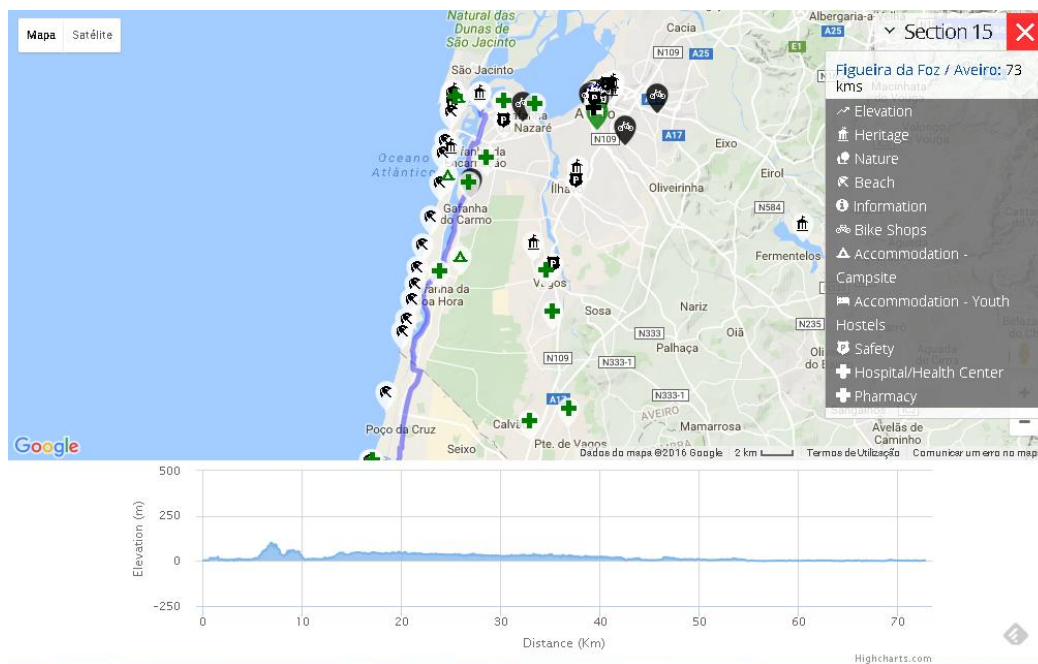 Mapa
Satélite
Natural das
Dunas de
São Jacinto
São Jacinto
Cacia
N109
A25
Albergaria-a
A25
E1
Section 15
Figueira da Foz / Aveiro: 73
kms
Elevation
Heritage
Nature
Beach
Information
Bike Shops
Accommodation -
Campsite
Accommodation - Youth
Hostels
Safety
Hospital/Health Center
Pharmacy
Nazaré
N109
A17
Eixo
Oceano
Atlântico
Eirol
Oliveirinha
N584
Gafanha
do Carmo
Fermentelos
Vagos
Sosa
Nariz
N333
Oiã
N235
Palhaça
N109
N333-1
N333-1
AVEIRO
Mamarrosa
Poço da Cruz
Seixo
Pte. de Vagos
Avelãs de
Caminho
Google
Dados do mapa ©2016 Google
2 km
Termos de Utilização
Comunicar um erro no mapa
500
250
0
-250
Elevation (m)
0
10
20
30
40
50
60
70
Distance (Km)
Highcharts.com